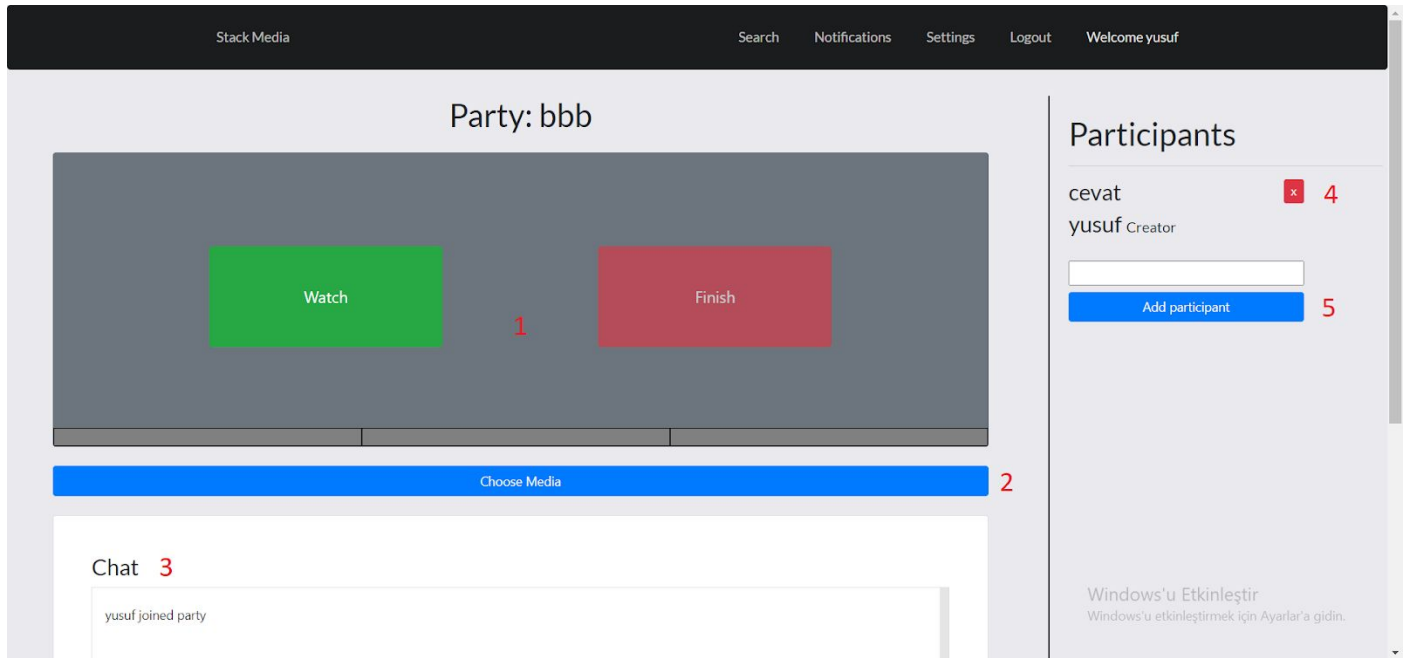 Stack Media Search Notifications Settings Logout Welcome yusuf
Party: bbb
Watch Finish
1
Choose Media 2
Chat 3
yusuf joined party
Participants
cevat x 4
yusuf Creator
Add participant 5
Windows'u Etkinleştir
Windows'u etkinleştirmek için Ayarlar'a gidin.